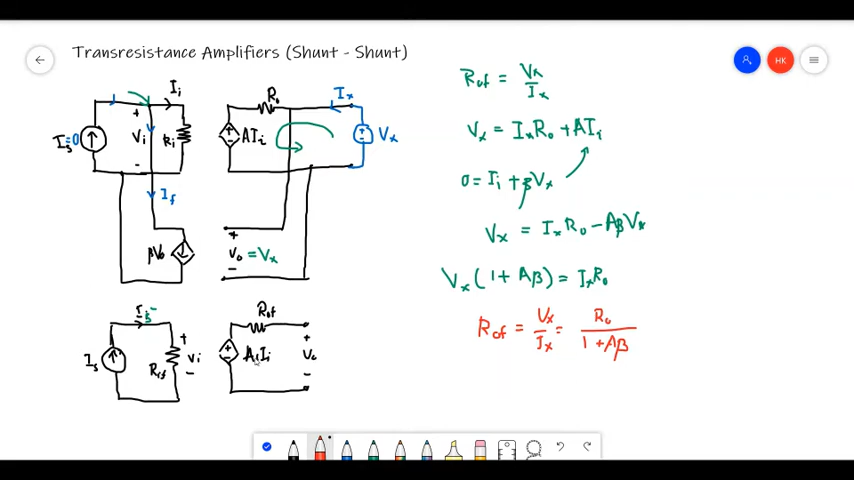 Transresistance Amplifiers (Shunt - Shunt)
HK
Ii
Ro
Ix
Is=0
+
Vi
-
Ri
AIi
Vx
If
βVo
+
Vo = Vx
-
Rof = Vx/Ix
Vx = IxRo + AIi
0 = Ii + βVx
Vx = IxRo - AβVx
Vx (1 + Aβ) = IxRo
Rof = Vx/Ix = Ro/(1 + Aβ)
Rof
Is
+
Vi
-
Rif
+
Vo
-